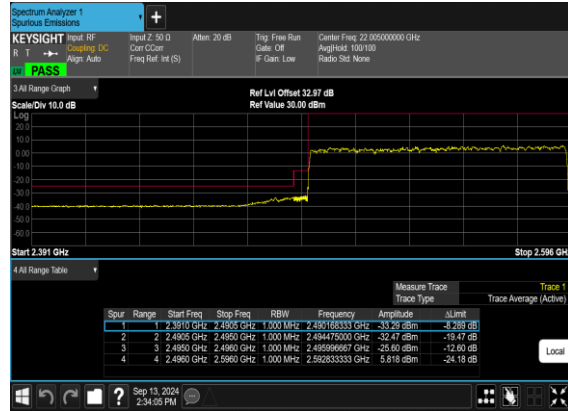 Spectrum Analyzer 1
Spurious Emissions
KEYSIGHT Input: RF Input Z: 50 Ω Atten: 20 dB Trig: Free Run Center Freq: 22.005000000 GHz
R T Coupling: DC Corr CCorr Gate: Off Avg|Hold: 100/100
Align: Auto Freq Ref: Int (S) IF Gain: Low Radio Std: None
PASS
3 All Range Graph
Ref Lvl Offset 32.97 dB
Scale/Div 10.0 dB Ref Value 30.00 dBm
Log
20.0
10.0
0.00
-10.0
-20.0
-30.0
-40.0
-50.0
-60.0
Start 2.391 GHz Stop 2.596 GH
4 All Range Table
Measure Trace Trace 1
Trace Type Trace Average (Active)
Spur Range Start Freq Stop Freq RBW Frequency Amplitude ΔLimit
1 1 2.3910 GHz 2.4905 GHz 1.000 MHz 2.490168333 GHz -33.29 dBm -8.289 dB
2 2 2.4905 GHz 2.4950 GHz 1.000 MHz 2.494475000 GHz -32.47 dBm -19.47 dB
3 3 2.4950 GHz 2.4960 GHz 1.000 MHz 2.495996667 GHz -25.60 dBm -12.60 dB
4 4 2.4960 GHz 2.5960 GHz 1.000 MHz 2.592833333 GHz 5.818 dBm -24.18 dB
Local
? Sep 13, 2024
2:34:05 PM